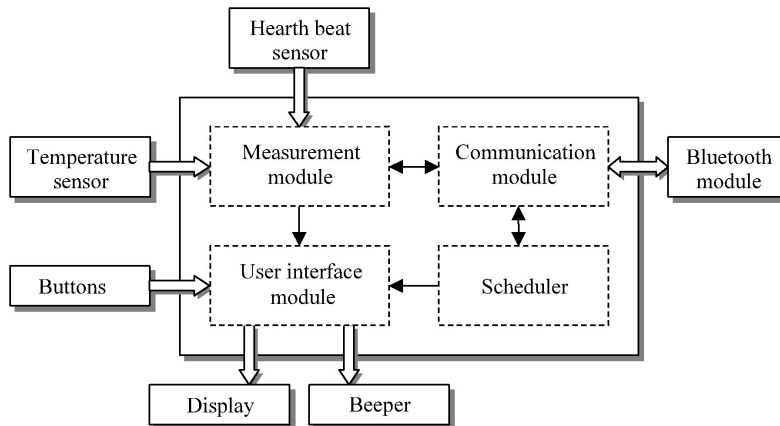 Hearth beat
sensor
Temperature
sensor
Measurement
module
Communication
module
Bluetooth
module
Buttons
User interface
module
Scheduler
Display
Beeper